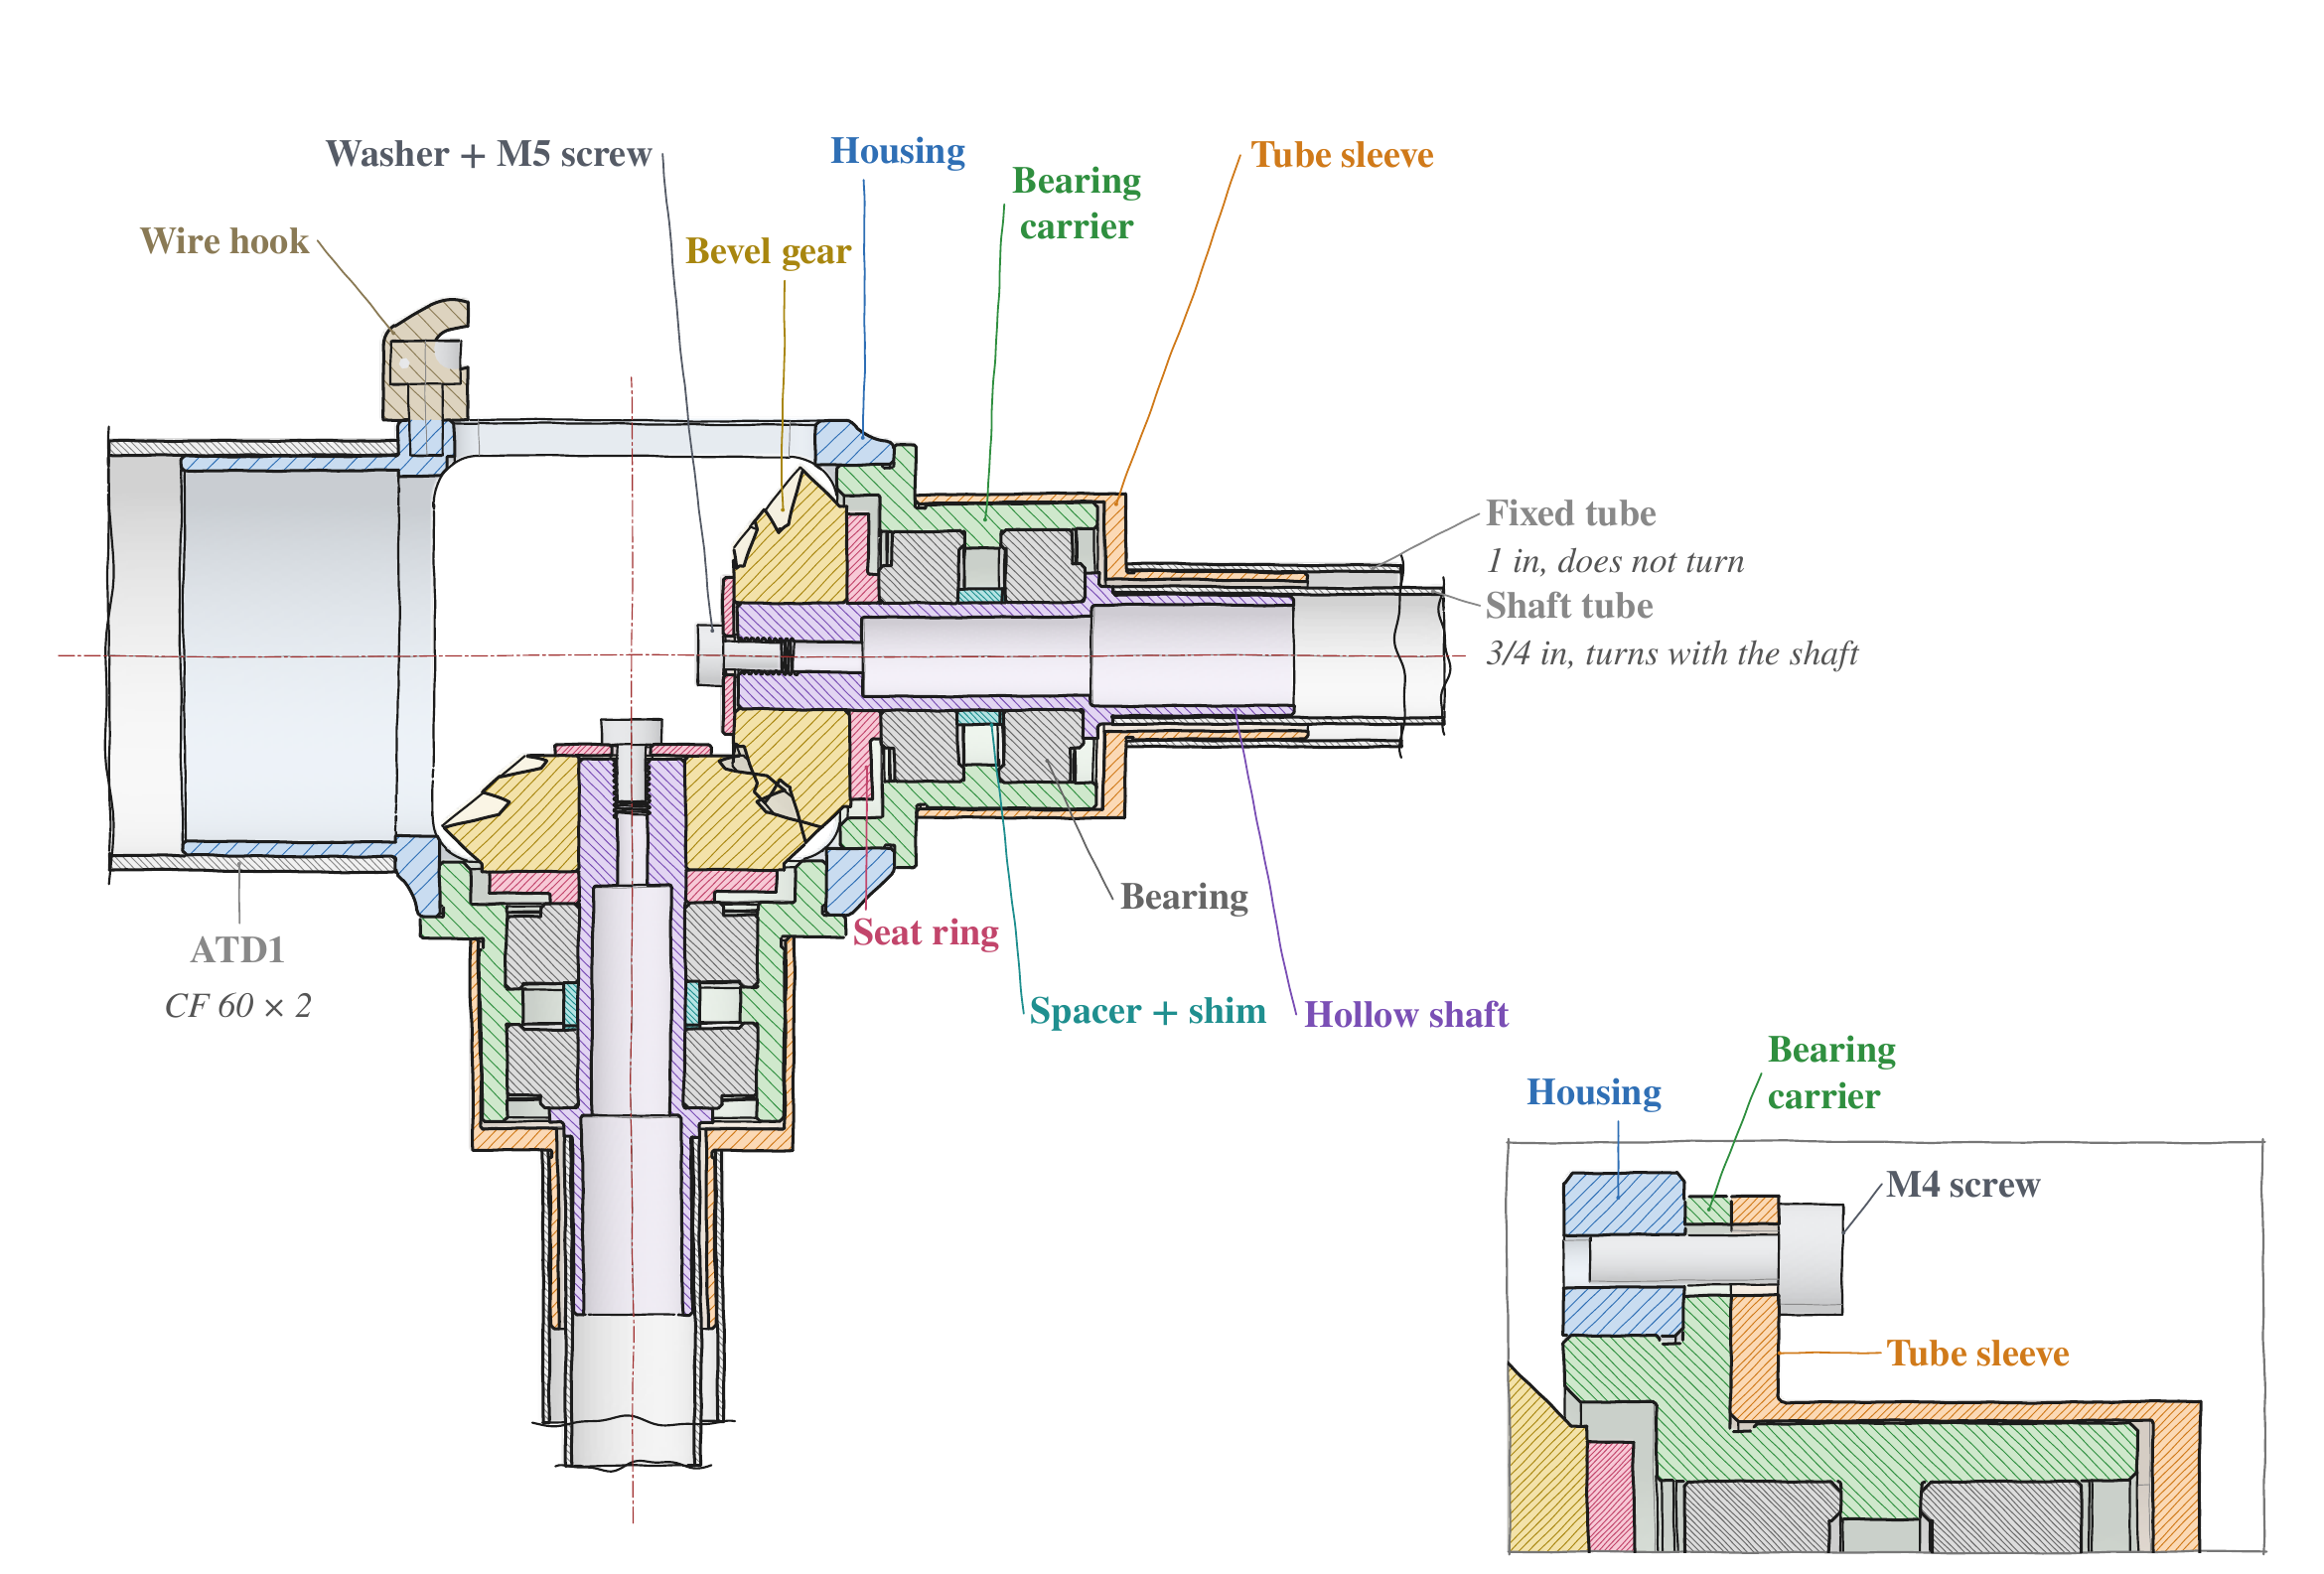 Washer + M5 screw
Housing
Tube sleeve
Bearing
carrier
Wire hook
Bevel gear
Fixed tube
1 in, does not turn
Shaft tube
3/4 in, turns with the shaft
Bearing
Seat ring
ATD1
CF 60 × 2
Spacer + shim
Hollow shaft
Bearing
carrier
Housing
M4 screw
Tube sleeve